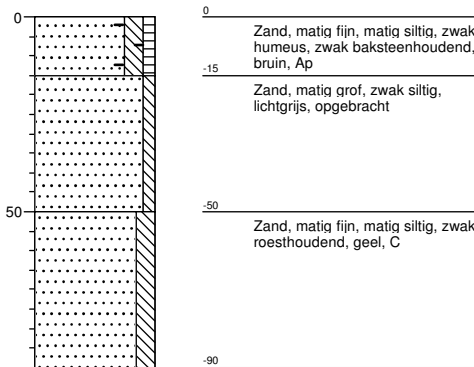 0
0
Zand, matig fijn, matig siltig, zwak
humeus, zwak baksteenhoudend,
bruin, Ap
-15
Zand, matig grof, zwak siltig,
lichtgrijs, opgebracht
50
-50
Zand, matig fijn, matig siltig, zwak
roesthoudend, geel, C
-90